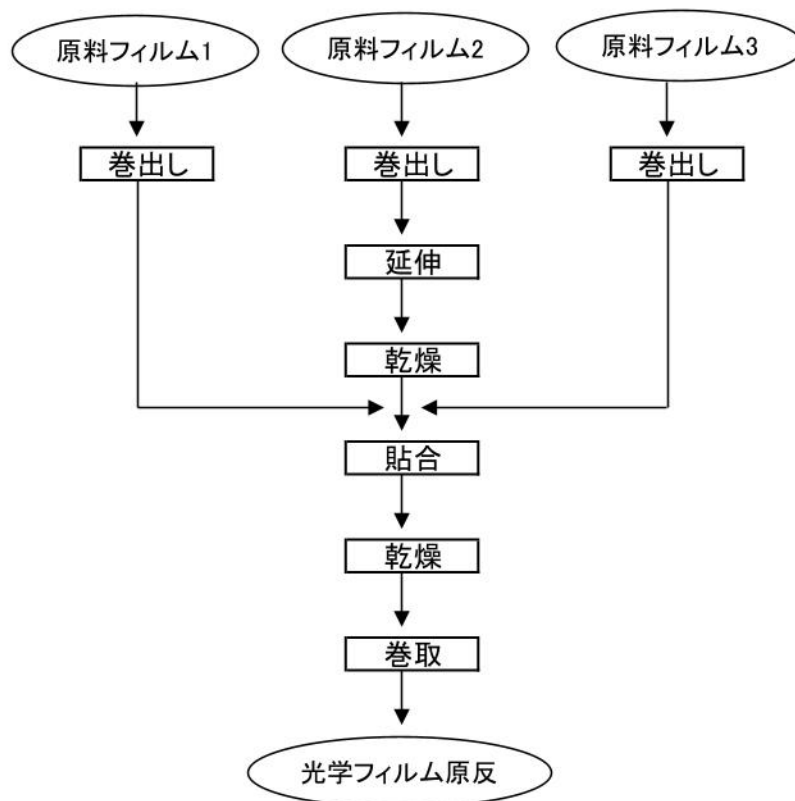 原料フィルム1
原料フィルム2
原料フィルム3
巻出し
巻出し
巻出し
延伸
乾燥
貼合
乾燥
巻取
光学フィルム原反